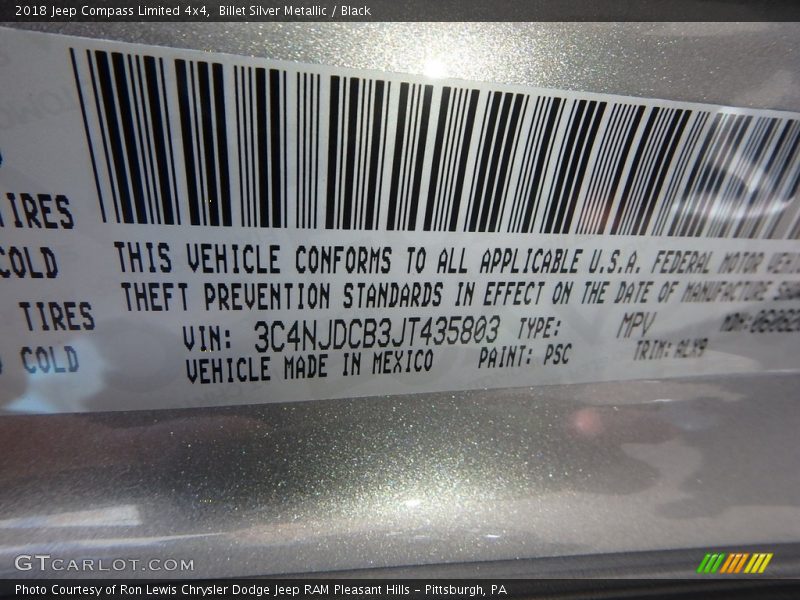 2018 Jeep Compass Limited 4x4, Billet Silver Metallic / Black
TIRES
COLD
TIRES
COLD
THIS VEHICLE CONFORMS TO ALL APPLICABLE U.S.A. FEDERAL MOTOR
THEFT PREVENTION STANDARDS IN EFFECT ON THE DATE OF MANUFACTURE
VIN: 3C4NJDCB3JT435803 TYPE: MPV MDH:
VEHICLE MADE IN MEXICO PAINT: PSC TRIM: ALX9
GTCARLOT.COM
Photo Courtesy of Ron Lewis Chrysler Dodge Jeep RAM Pleasant Hills - Pittsburgh, PA